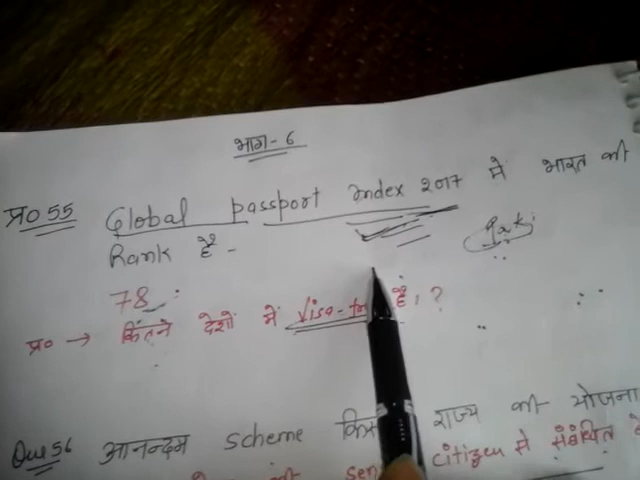 भाग-6
प्र0 55 Global passport Index 2017 में भारत की
Rank है -
78
प्र0 → कितने देशों में Visa- है, ?
Que 56 आनन्दम scheme राज्य की योजना
citizen से संबंधित